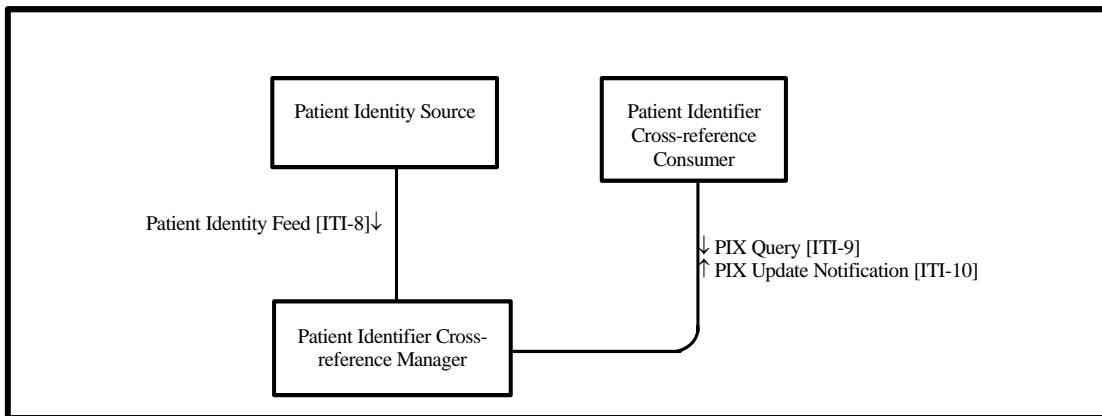 Patient Identity Source
Patient Identifier
Cross-reference
Consumer
Patient Identity Feed [ITI-8]↓
↓ PIX Query [ITI-9]
↑ PIX Update Notification [ITI-10]
Patient Identifier Cross-
reference Manager